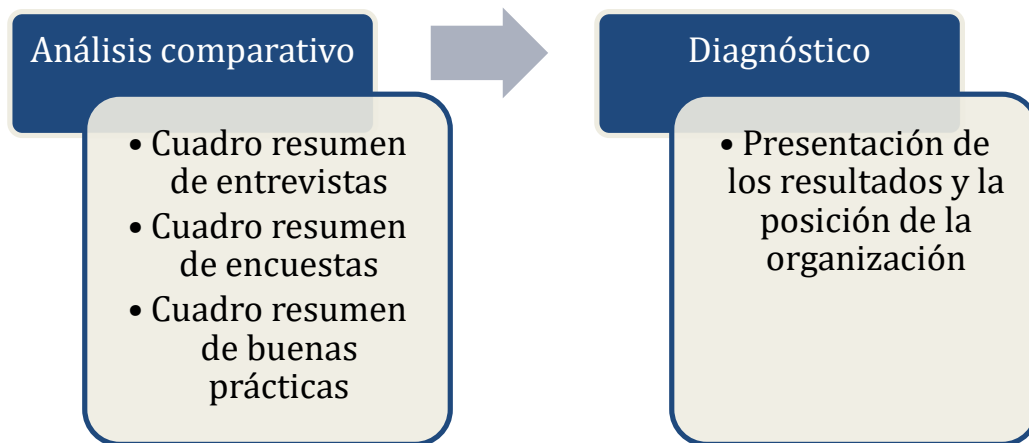 Análisis comparativo
• Cuadro resumen
de entrevistas
• Cuadro resumen
de encuestas
• Cuadro resumen
de buenas
prácticas
Diagnóstico
• Presentación de
los resultados y la
posición de la
organización